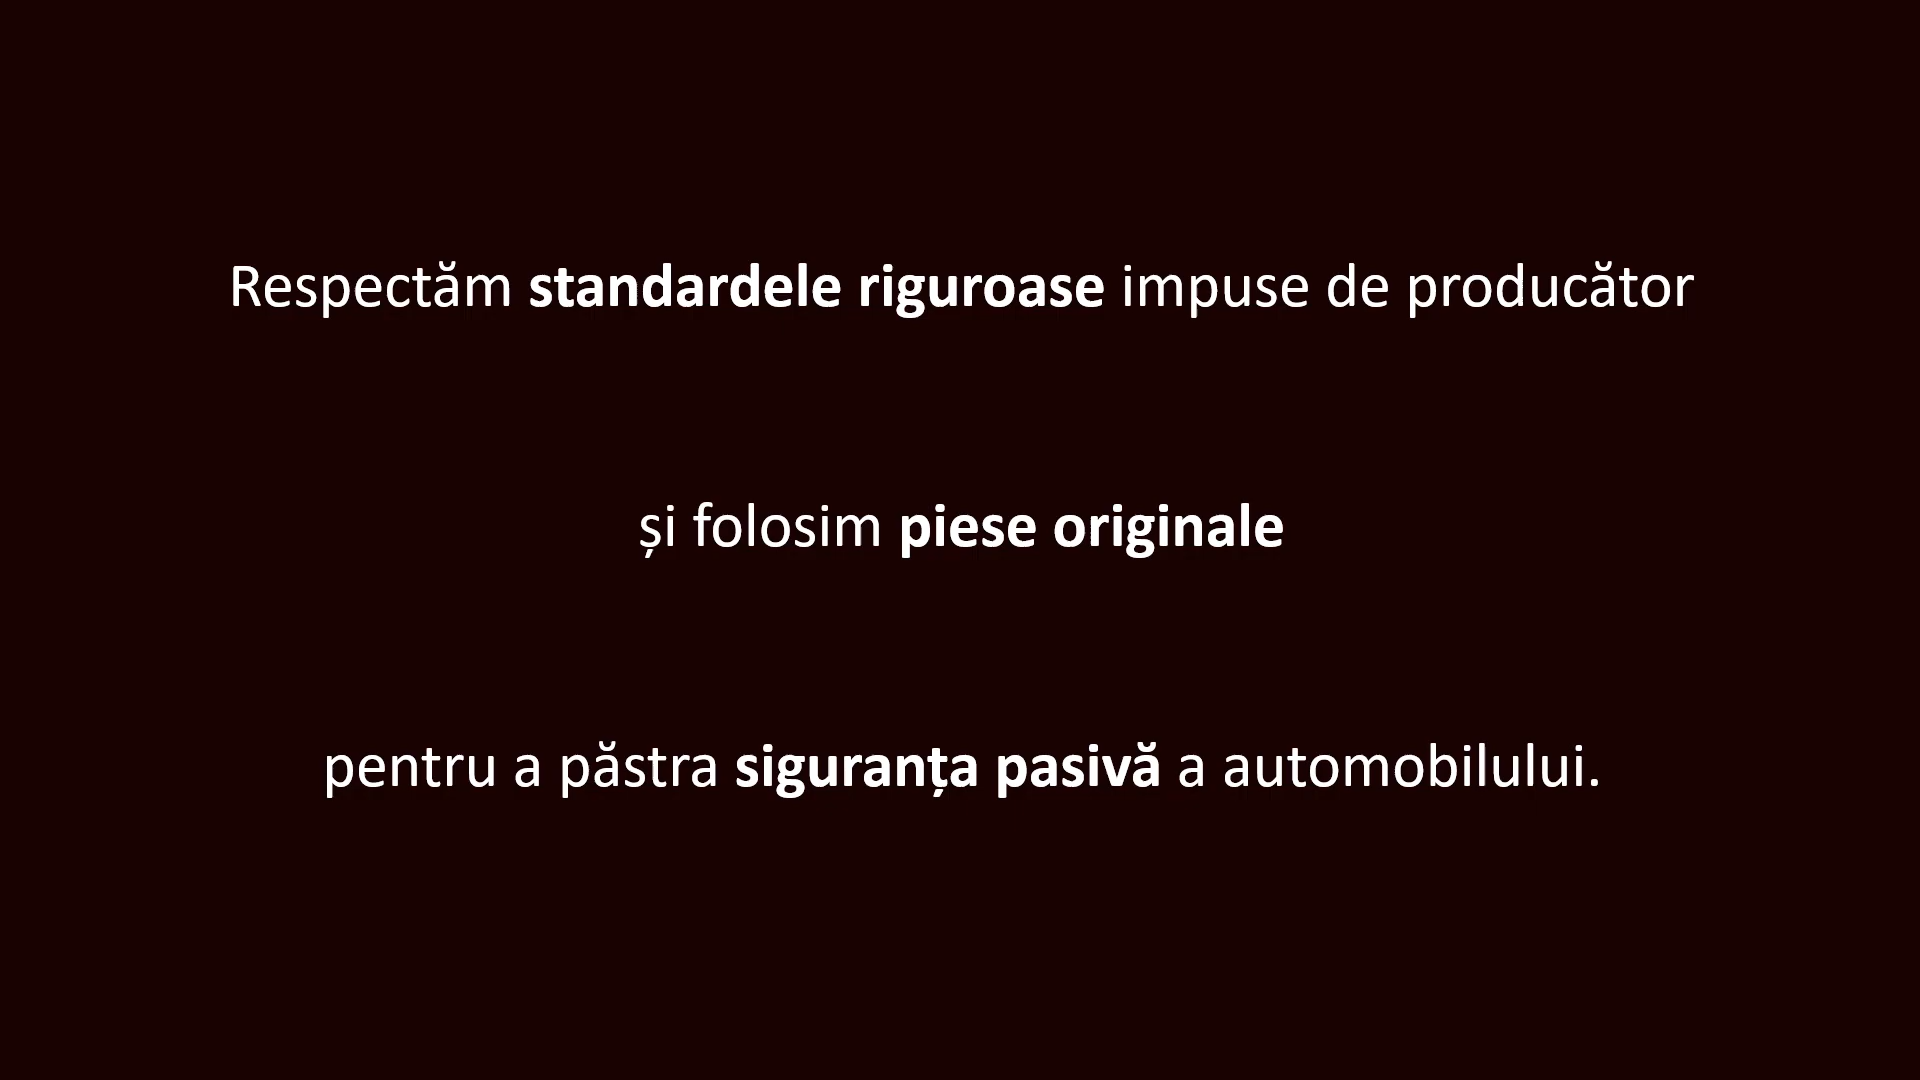 Respectăm standardele riguroase impuse de producător
și folosim piese originale
pentru a păstra siguranța pasivă a automobilului.